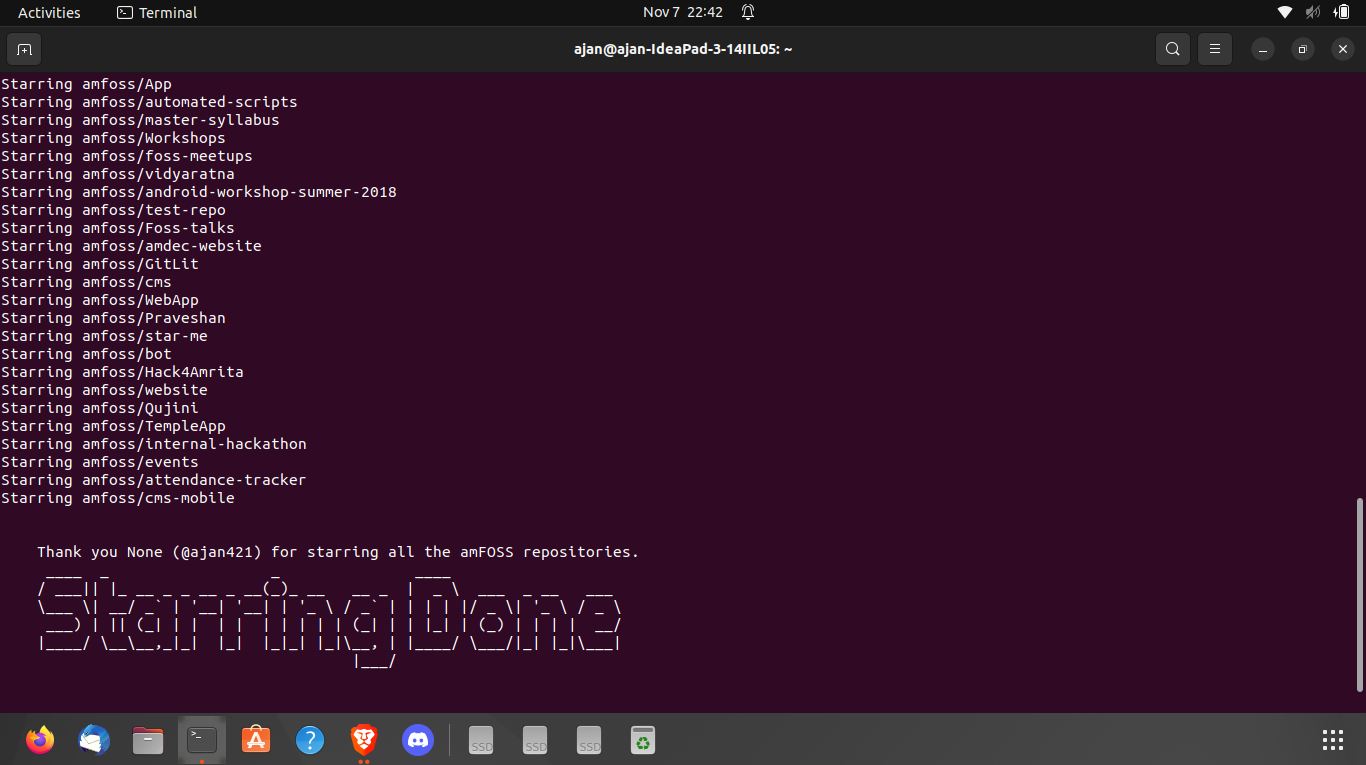 Activities Terminal Nov 7 22:42
ajan@ajan-IdeaPad-3-14IIL05: ~
Starring amfoss/App
Starring amfoss/automated-scripts
Starring amfoss/master-syllabus
Starring amfoss/Workshops
Starring amfoss/foss-meetups
Starring amfoss/vidyaratna
Starring amfoss/android-workshop-summer-2018
Starring amfoss/test-repo
Starring amfoss/Foss-talks
Starring amfoss/amdec-website
Starring amfoss/GitLit
Starring amfoss/cms
Starring amfoss/WebApp
Starring amfoss/Praveshan
Starring amfoss/star-me
Starring amfoss/bot
Starring amfoss/Hack4Amrita
Starring amfoss/website
Starring amfoss/Qujini
Starring amfoss/TempleApp
Starring amfoss/internal-hackathon
Starring amfoss/events
Starring amfoss/attendance-tracker
Starring amfoss/cms-mobile
Thank you None (@ajan421) for starring all the amFOSS repositories.
StarringDone
SSD SSD SSD